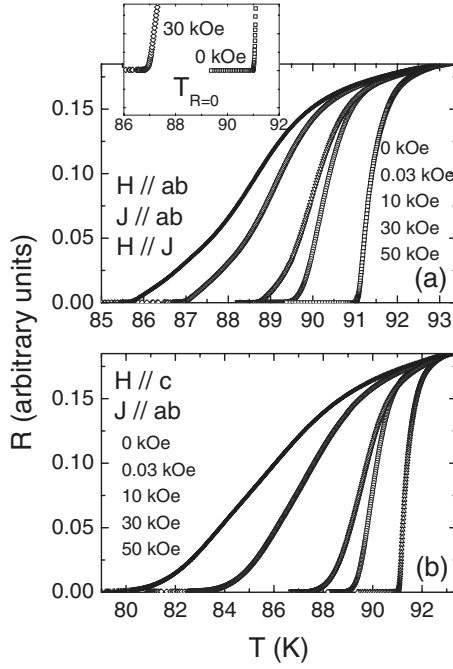 30 kOe
0 kOe
T R=0
86 88 90 92
0.15
0.10
0.05
0.00
H // ab
J // ab
H // J
0 kOe
0.03 kOe
10 kOe
30 kOe
50 kOe
(a)
85 86 87 88 89 90 91 92 93
R (arbitrary units)
0.15
0.10
0.05
0.00
H // c
J // ab
0 kOe
0.03 kOe
10 kOe
30 kOe
50 kOe
(b)
80 82 84 86 88 90 92
T (K)